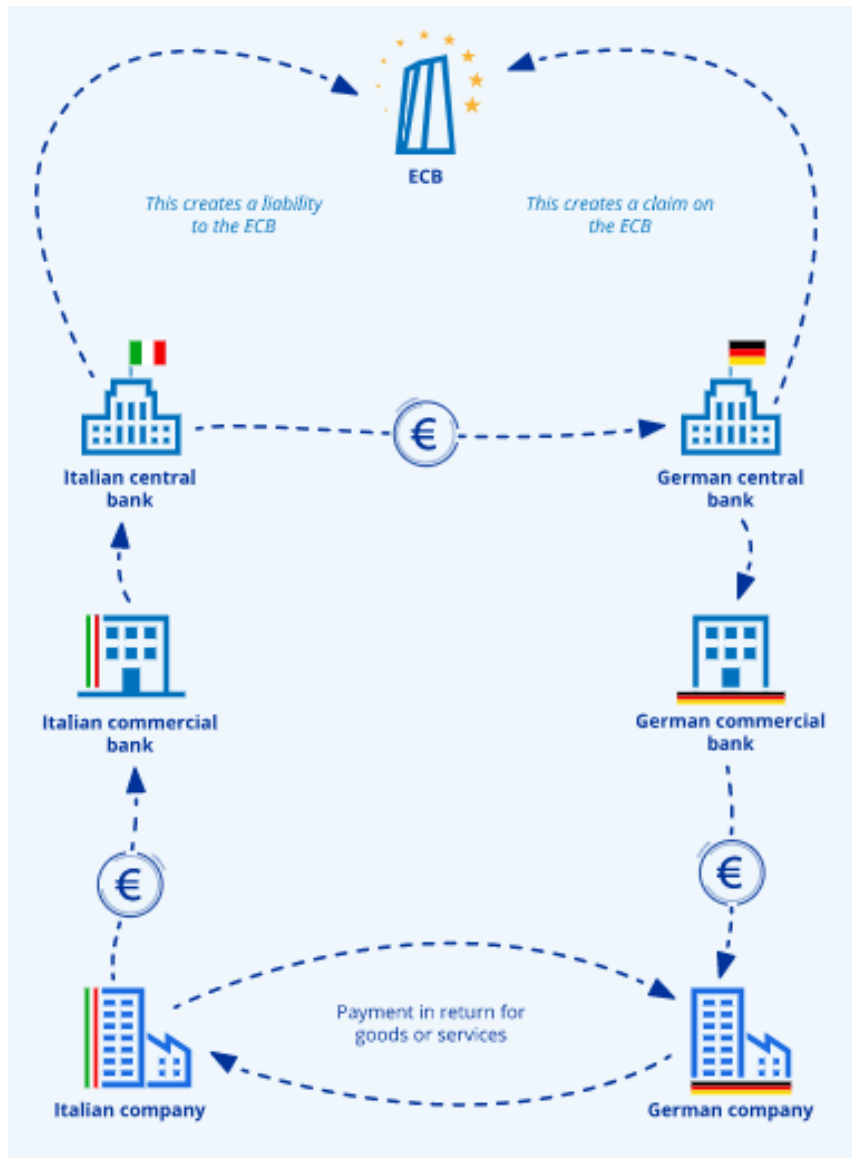 ECB
This creates a liability
to the ECB
This creates a claim on
the ECB
€
Italian central
bank
German central
bank
Italian commercial
bank
German commercial
bank
€
€
Payment in return for
goods or services
Italian company
German company